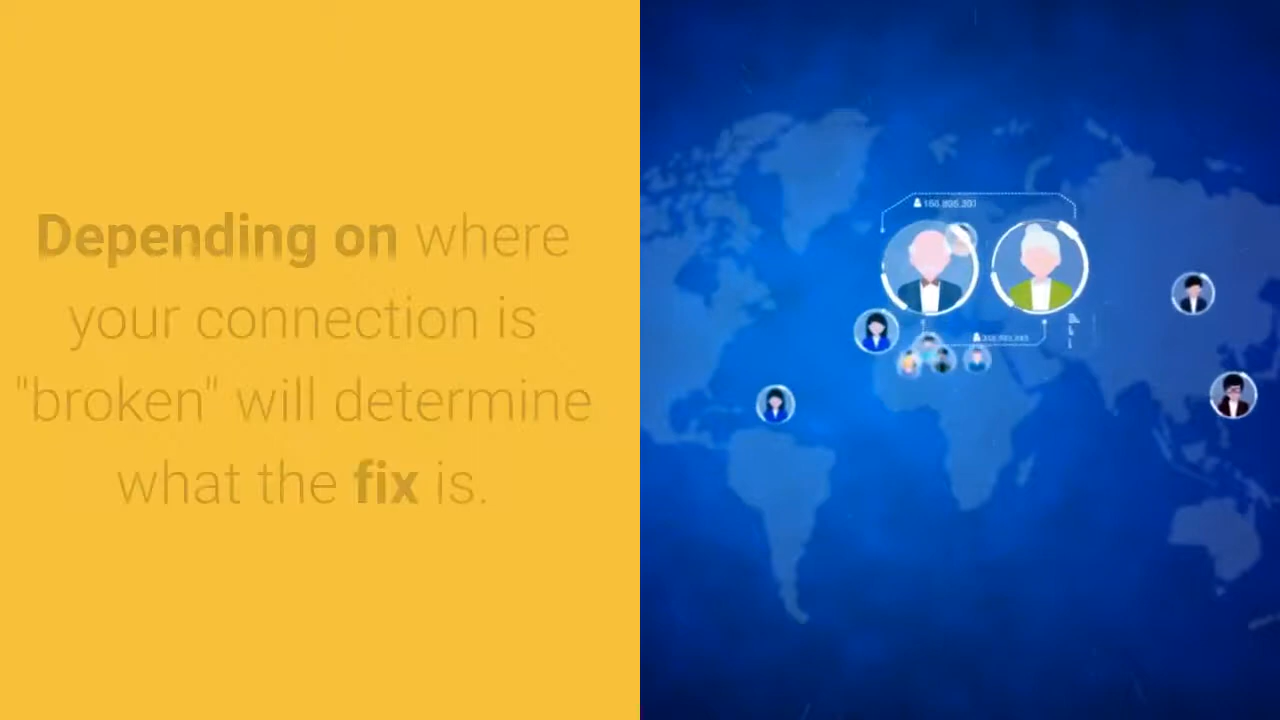 Depending on where
your connection is
"broken" will determine
what the fix is.